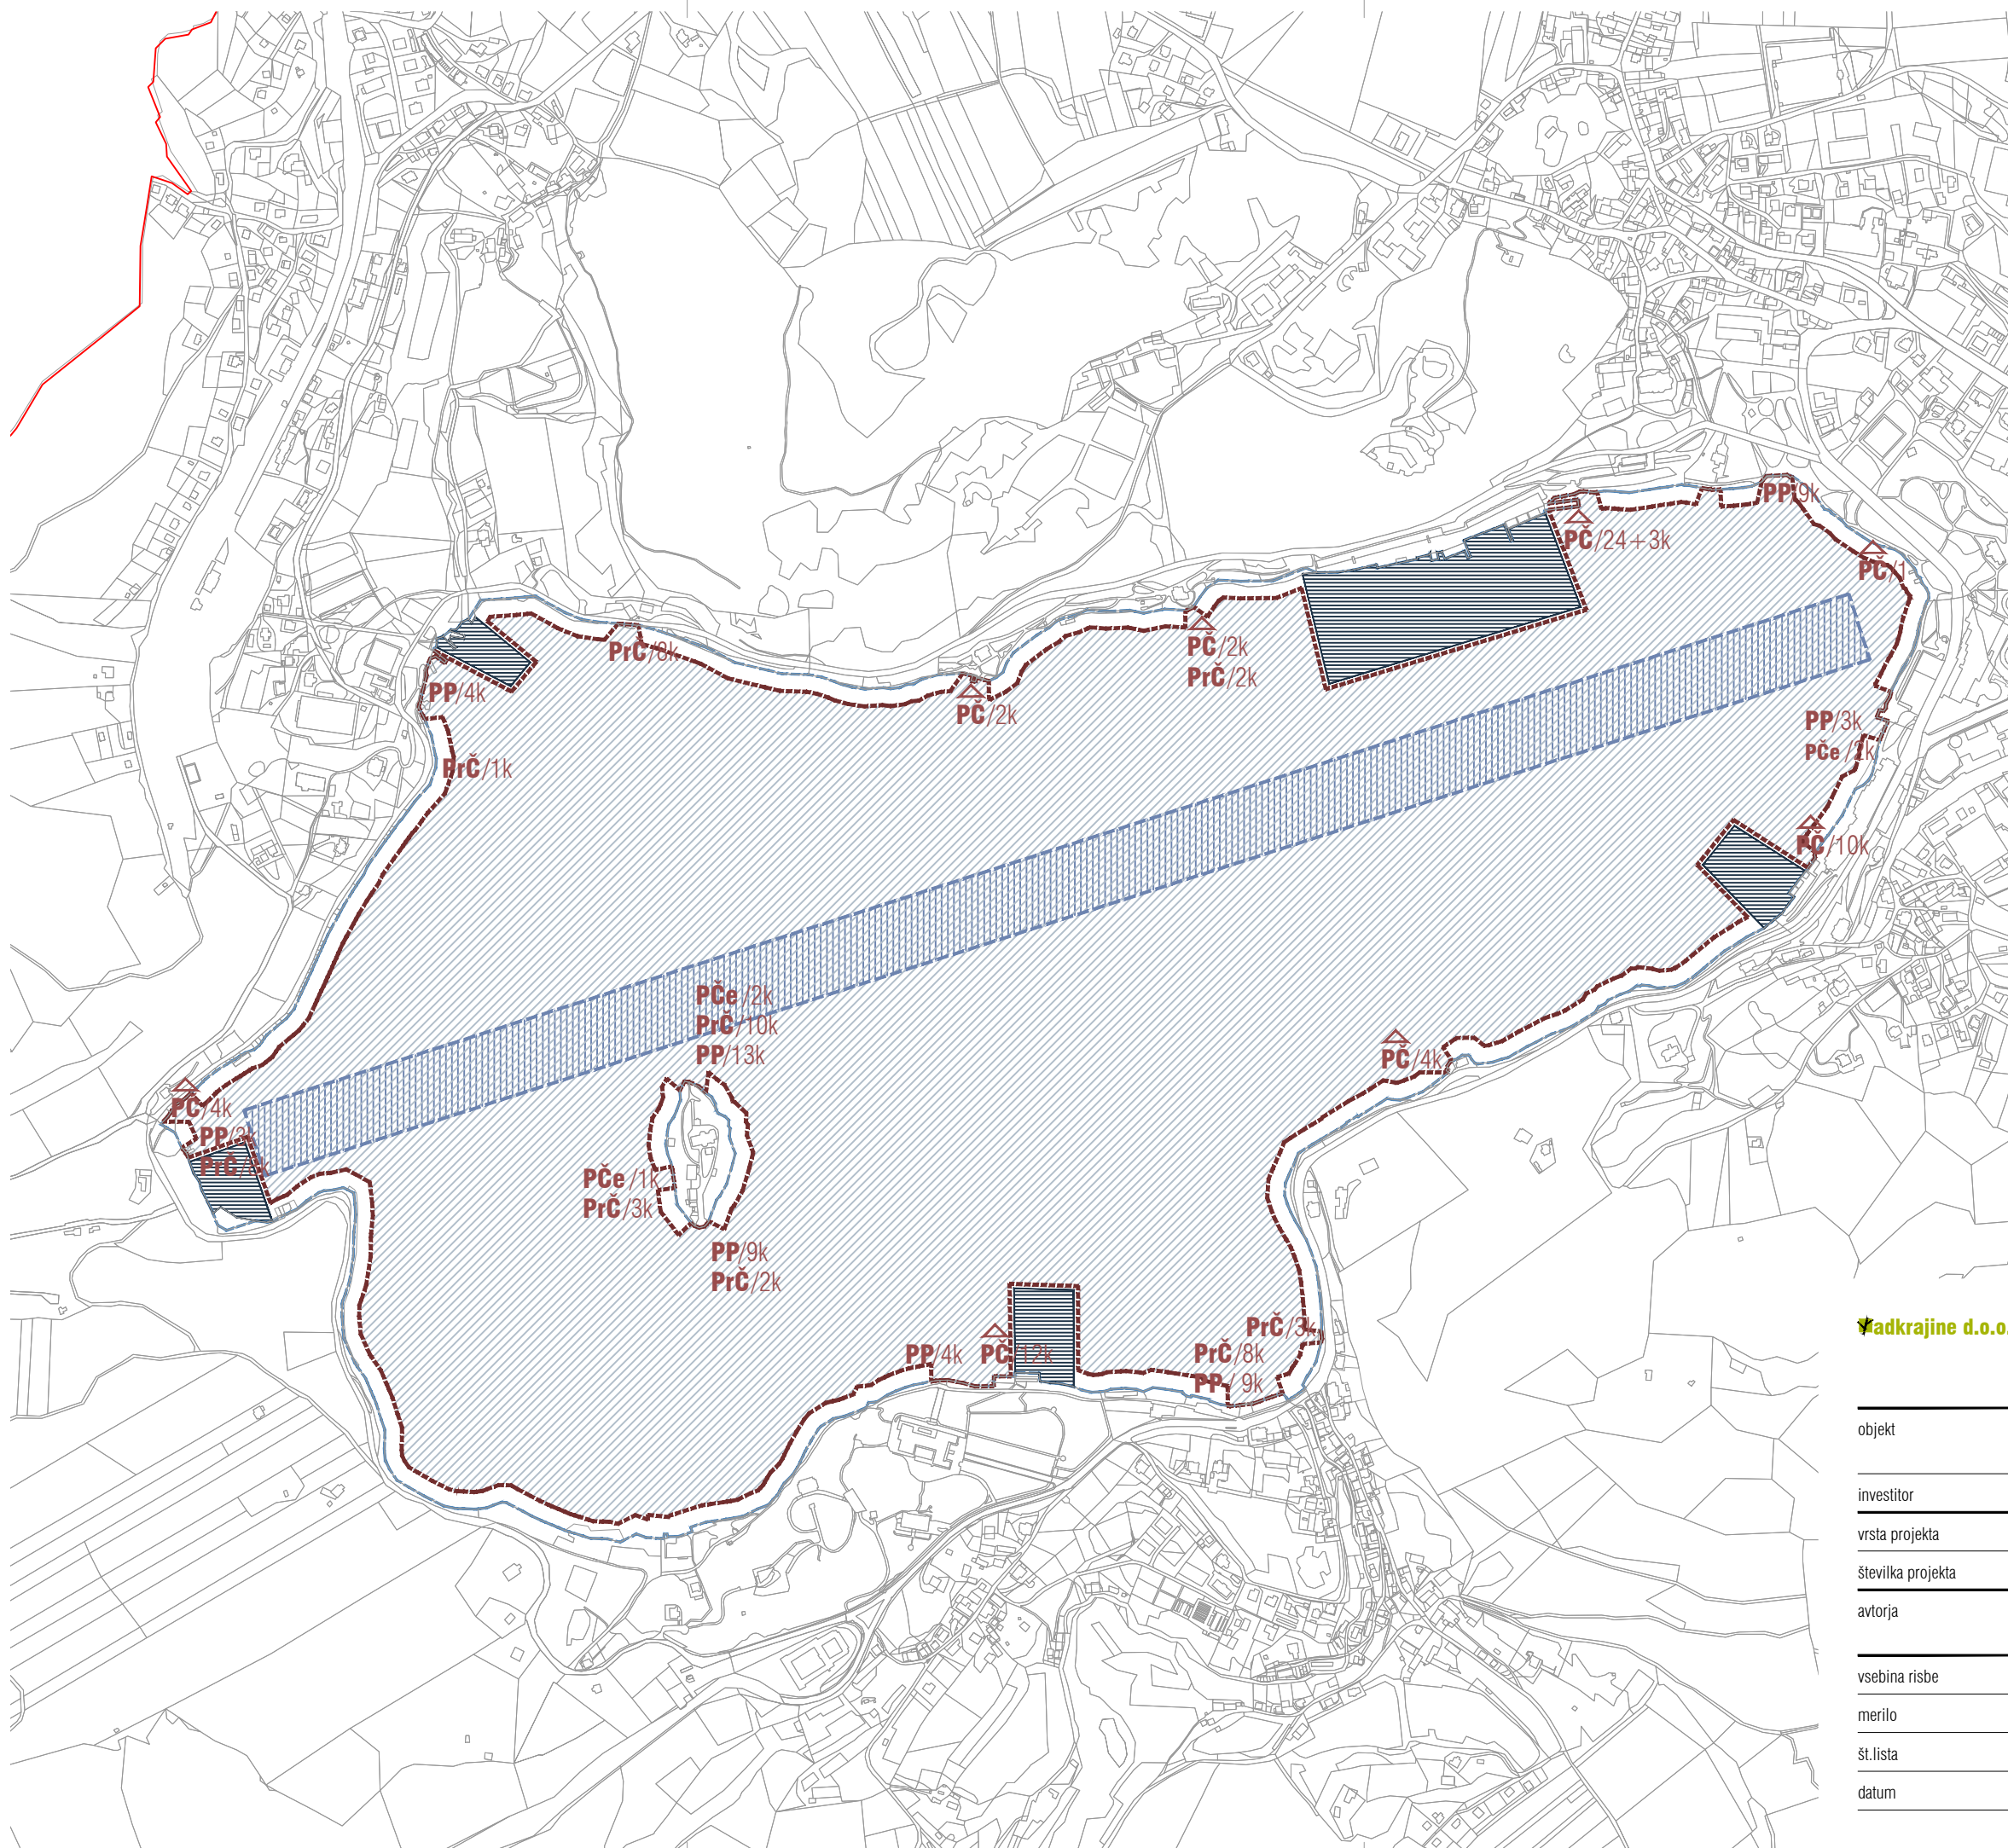 PP/9k
PČ/24+3k
PČ/1
PrČ/8k
PČ/2k
PrČ/2k
PP/4k
PČ/2k
PP/3k
PČe /2k
PrČ/1k
PČ/10k
PČe /2k
PrČ/10k
PP/13k
PČ/4k
PČ/4k
PP/3k
PČe /1k
PrČ/3k
PP/9k
PrČ/2k
PrČ/3k
PP/4k
PČ/12k
PrČ/8k
PP / 9k
adkrajine d.o.o.
objekt
investitor
vrsta projekta
številka projekta
avtorja
vsebina risbe
merilo
št.lista
datum